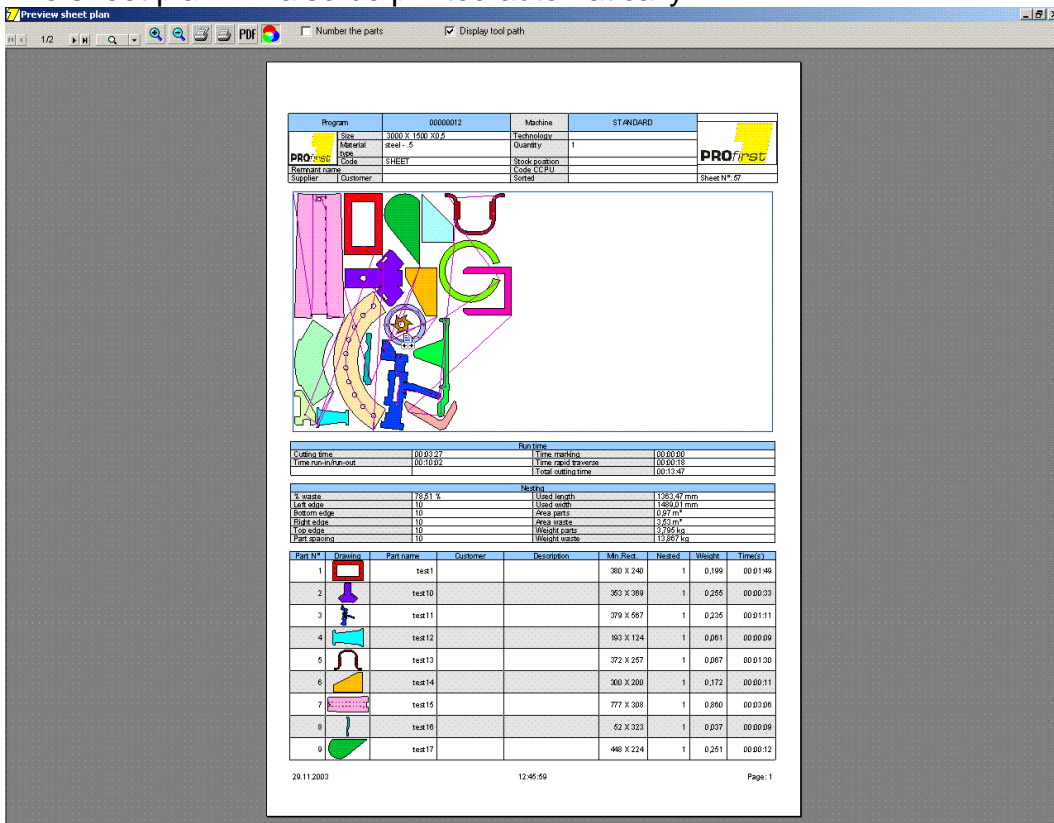 Preview sheet plan
1/2 PDF Number the parts Display tool path
Program 00000012 Machine STANDARD
Size 3000 X 1500 X0,5 Technology
Material type steel - .5 Quantity 1
PROfirst Code SHEET Stock position PROfirst
Remnant name Code CCPU
Supplier Customer Sorted Sheet N°: 57
Run time
Cutting time 00:03:27 Time marking 00:00:00
Time run-in/run-out 00:10:02 Time rapid traverse 00:00:18
Total cutting time 00:13:47
Nesting
% waste 78,51 % Used length 1363,47 mm
Left edge 10 Used width 1489,01 mm
Bottom edge 10 Area parts 0,97 m²
Right edge 10 Area waste 3,53 m²
Top edge 10 Weight parts 3,795 kg
Part spacing 10 Weight waste 13,867 kg
Part N° Drawing Part name Customer Description Min.Rect. Nested Weight Time(s')
1 test1 380 X 240 1 0,199 00:01:49
2 test10 353 X 369 1 0,255 00:00:33
3 test11 379 X 567 1 0,235 00:01:11
4 test12 193 X 124 1 0,061 00:00:09
5 test13 372 X 257 1 0,067 00:01:30
6 test14 300 X 200 1 0,172 00:00:11
7 test15 777 X 308 1 0,860 00:03:06
8 test16 52 X 323 1 0,037 00:00:09
9 test17 448 X 224 1 0,251 00:00:12
29.11.2003 12:45:59 Page: 1